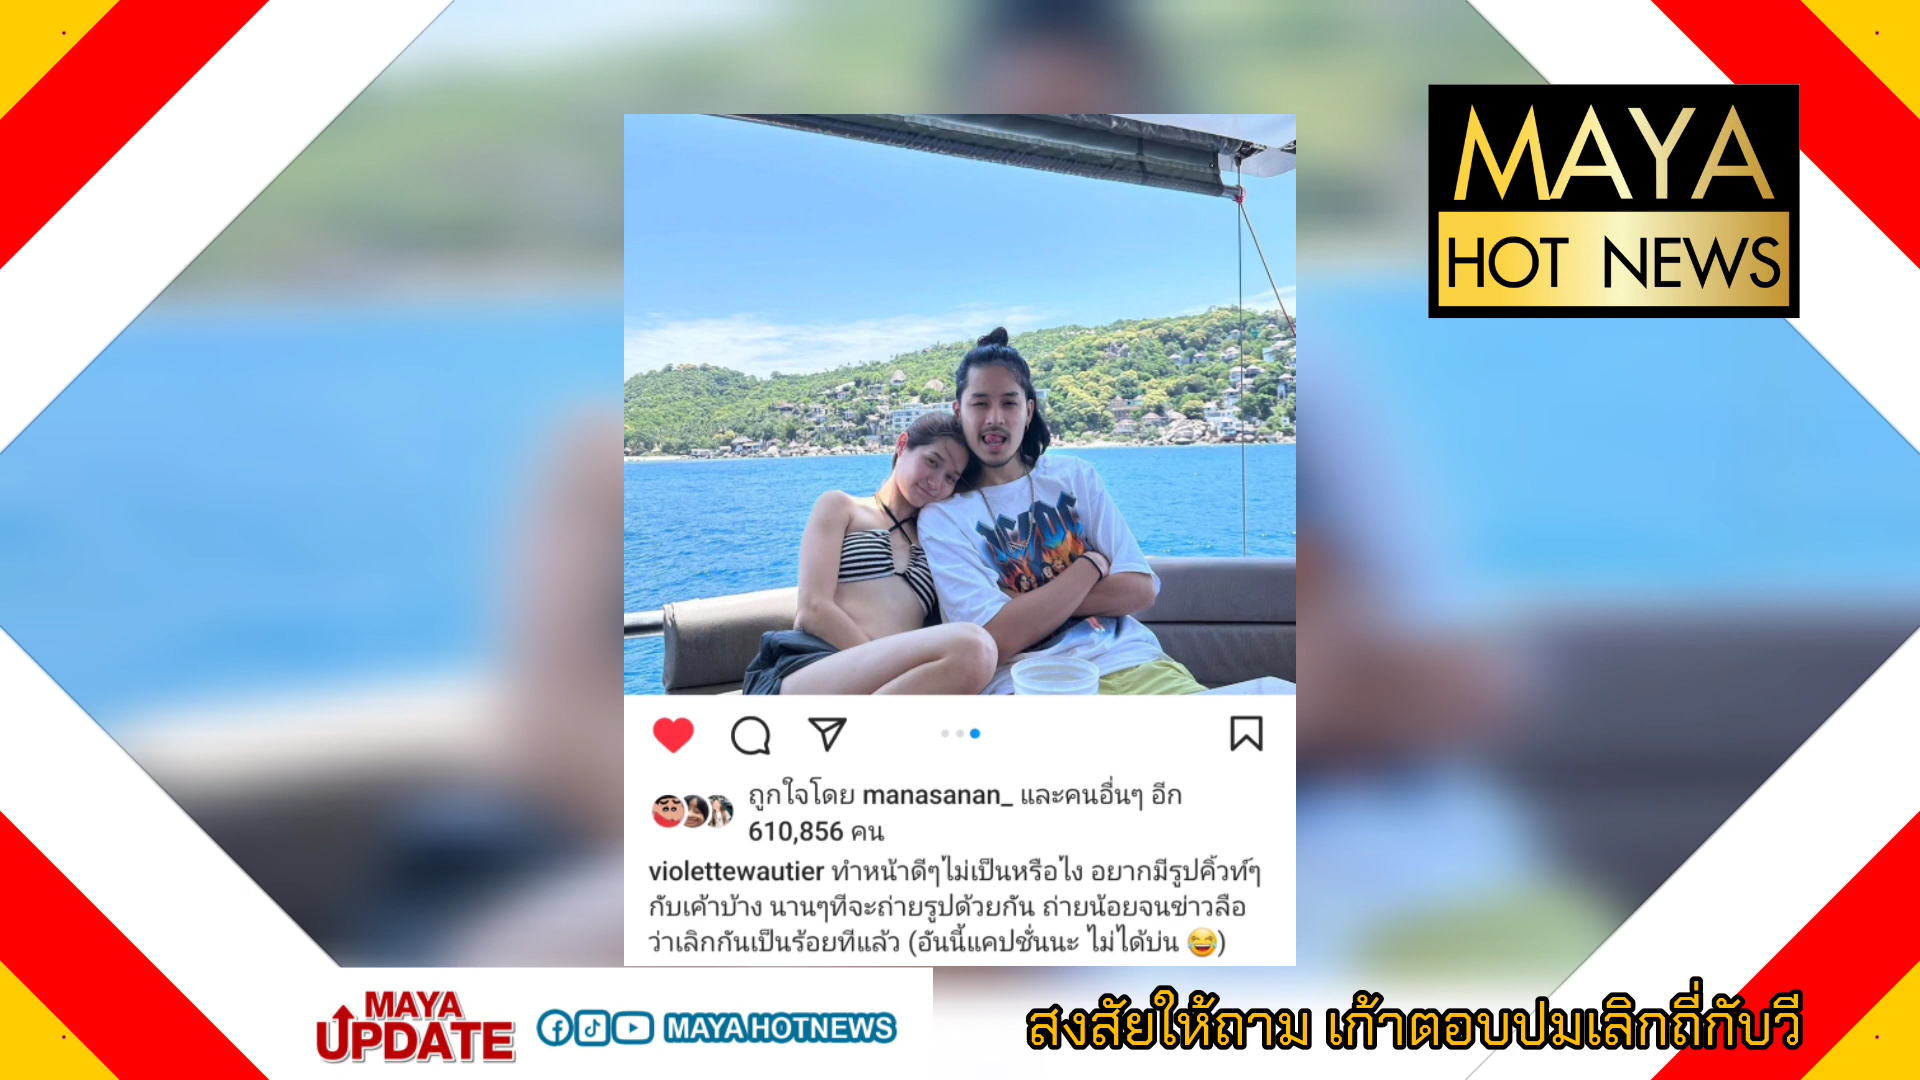 MAYA
HOT NEWS
AC/DC
ถูกใจโดย manasanan_ และคนอื่นๆ อีก
610,856 คน
violettewautier ทำหน้าดีๆไม่เป็นหรือไง อยากมีรูปคิ้วท์ๆ
กับเค้าบ้าง นานๆทีจะถ่ายรูปด้วยกัน ถ่ายน้อยจนข่าวลือ
ว่าเลิกกันเป็นร้อยทีแล้ว (อันนี้แคปชั่นนะ ไม่ได้บ่น 😂)
MAYA
UPDATE
MAYA HOTNEWS
สงสัยให้ถาม เก้าตอบปมเลิกถี่กับวี